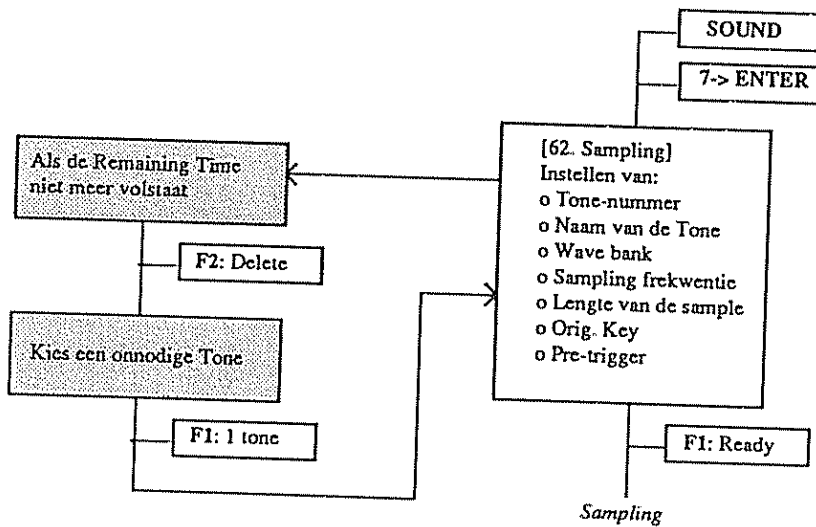 SOUND
7-> ENTER
[62. Sampling]
Instellen van:
o Tone-nummer
o Naam van de Tone
o Wave bank
o Sampling frekwentie
o Lengte van de sample
o Orig. Key
o Pre-trigger
Als de Remaining Time
niet meer volstaat
F2: Delete
Kies een onnodige Tone
F1: 1 tone
F1: Ready
Sampling